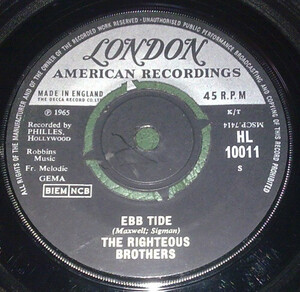 ALL RIGHTS OF THE MANUFACTURER AND OF THE OWNER OF THE RECORDED WORK RESERVED · UNAUTHORISED PUBLIC PERFORMANCE, BROADCASTING AND COPYING OF THIS RECORD PROHIBITED
LONDON
AMERICAN RECORDINGS
MADE IN ENGLAND
THE DECCA RECORD CO LTD
45 R.P.M
K/T
℗ 1965
Recorded by
PHILLES,
HOLLYWOOD
MSCP.7414
HL
10011
Robbins
Music
Fr. Melodie
GEMA
S
BIEM NCB
EBB TIDE
(Maxwell; Sigman)
THE RIGHTEOUS
BROTHERS